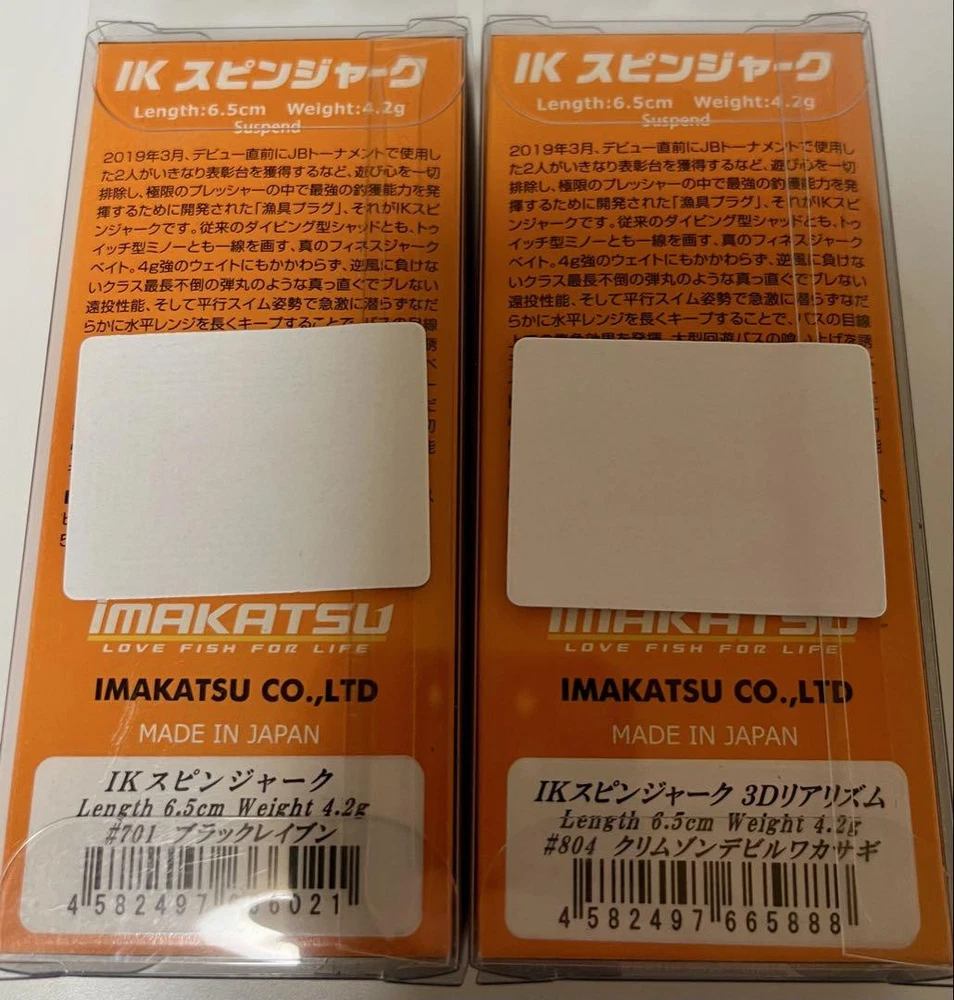 IK スピンジャーク
Length:6.5cm Weight:4.2g
Suspend
2019年3月、デビュー直前にJBトーナメントで使用し
た2人がいきなり表彰台を獲得するなど、遊び心を一切
排除し、極限のプレッシャーの中で最強の釣獲能力を発
揮するために開発された「漁具プラグ」、それがIKスピ
ンジャークです。従来のダイビング型シャッドとも、トゥ
イッチ型ミノーとも一線を画す、真のフィネスジャーク
ベイト。4g強のウェイトにもかかわらず、逆風に負けな
いクラス最長不倒の弾丸のような真っ直ぐでブレない
遠投性能、そして平行スイム姿勢で急激に潜らずなだ
らかに水平レンジを長くキープすることで、バスの目線
IMAKATSU
LOVE FISH FOR LIFE
IMAKATSU CO.,LTD
MADE IN JAPAN
IKスピンジャーク
Length 6.5cm Weight 4.2g
#701 ブラックレイブン
4 582497
6021
IK スピンジャーク
Length:6.5cm Weight:4.2g
Suspend
2019年3月、デビュー直前にJBトーナメントで使用し
た2人がいきなり表彰台を獲得するなど、遊び心を一切
排除し、極限のプレッシャーの中で最強の釣獲能力を発
揮するために開発された「漁具プラグ」、それがIKスピ
ンジャークです。従来のダイビング型シャッドとも、トゥ
イッチ型ミノーとも一線を画す、真のフィネスジャーク
ベイト。4g強のウェイトにもかかわらず、逆風に負けな
いクラス最長不倒の弾丸のような真っ直ぐでブレない
遠投性能、そして平行スイム姿勢で急激に潜らずなだ
らかに水平レンジを長くキープすることで、バスの目線
IMAKATSU
LOVE FISH FOR LIFE
IMAKATSU CO.,LTD
MADE IN JAPAN
IKスピンジャーク 3Dリアリズム
Length 6.5cm Weight 4.2g
#804 クリムゾンデビルワカサギ
4 582497 665888